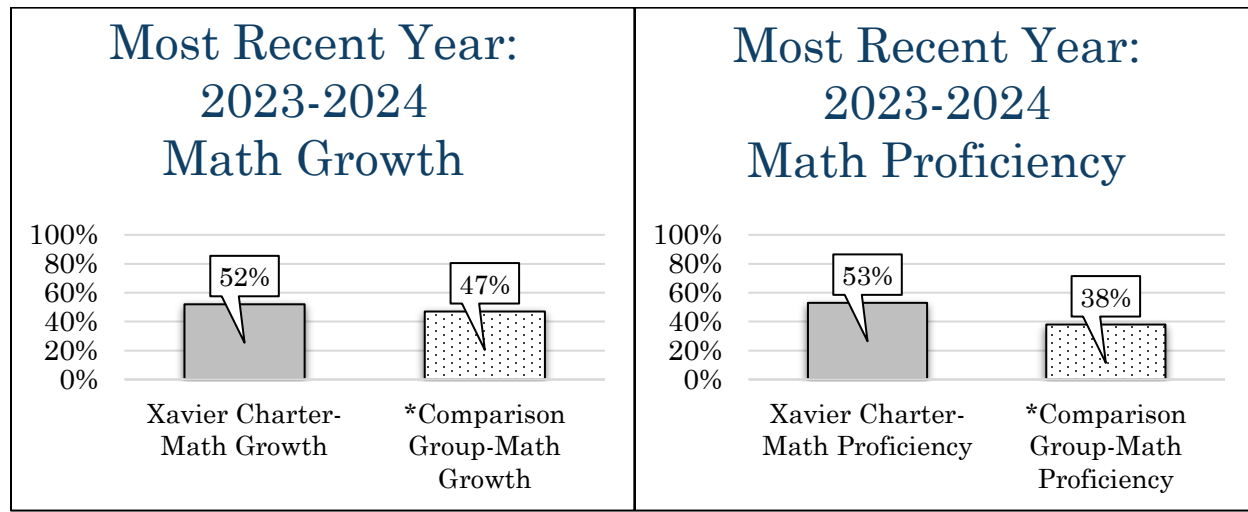 Most Recent Year:
2023-2024
Math Growth
100%
80%
60%
40%
20%
0%
52%
47%
Xavier Charter-
Math Growth
*Comparison
Group-Math
Growth
Most Recent Year:
2023-2024
Math Proficiency
100%
80%
60%
40%
20%
0%
53%
38%
Xavier Charter-
Math Proficiency
*Comparison
Group-Math
Proficiency